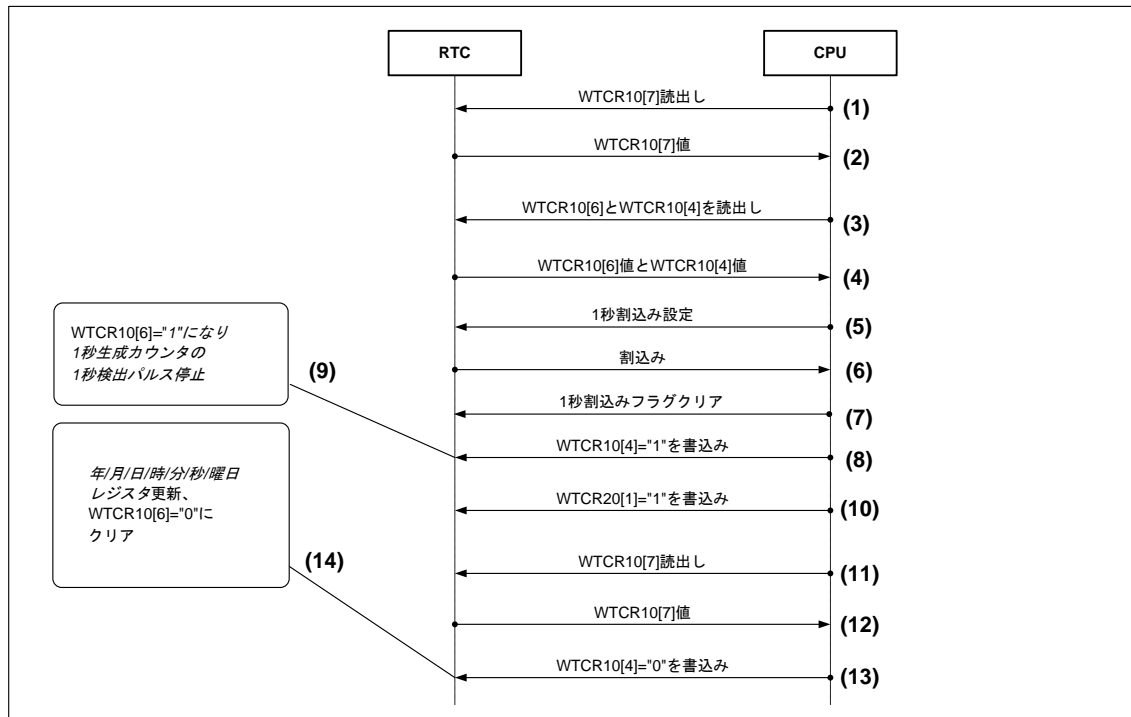 RTC
CPU
WTCR10[7]読出し
(1)
WTCR10[7]値
(2)
WTCR10[6]とWTCR10[4]を読出し
(3)
WTCR10[6]値とWTCR10[4]値
(4)
1秒割込み設定
(5)
割込み
(6)
WTCR10[6]="1"になり
1秒生成カウンタの
1秒検出パルス停止
(9)
1秒割込みフラグクリア
(7)
WTCR10[4]="1"を書込み
(8)
年/月/日/時/分/秒/曜日
レジスタ更新、
WTCR10[6]="0"に
クリア
(14)
WTCR20[1]="1"を書込み
(10)
WTCR10[7]読出し
(11)
WTCR10[7]値
(12)
WTCR10[4]="0"を書込み
(13)